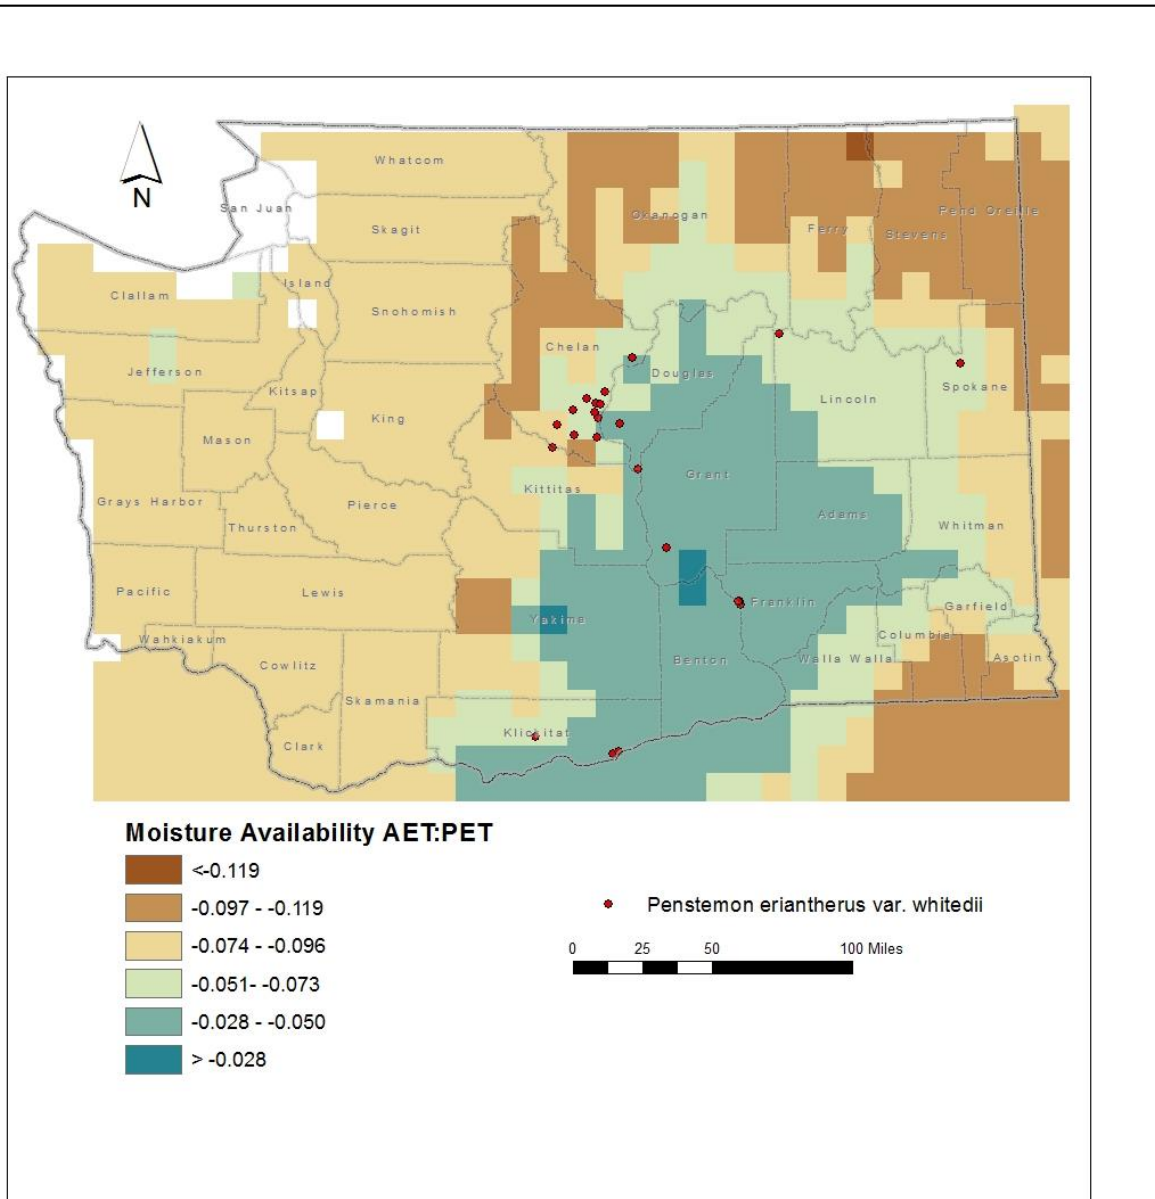 Whatcom
San Juan
Skagit
Okanogan
Ferry
Stevens
Pend Oreille
Clallam
Island
Snohomish
Chelan
Douglas
Jefferson
Kitsap
King
Lincoln
Spokane
Mason
Grant
Kittitas
Grays Harbor
Pierce
Thurston
Adams
Whitman
Pacific
Lewis
Yakima
Franklin
Garfield
Wahkiakum
Columbia
Cowlitz
Benton
Walla Walla
Asotin
Skamania
Klickitat
Clark
N
Moisture Availability AET:PET
<-0.119
-0.097 - -0.119
-0.074 - -0.096
-0.051- -0.073
-0.028 - -0.050
> -0.028
Penstemon eriantherus var. whitedii
0 25 50 100 Miles